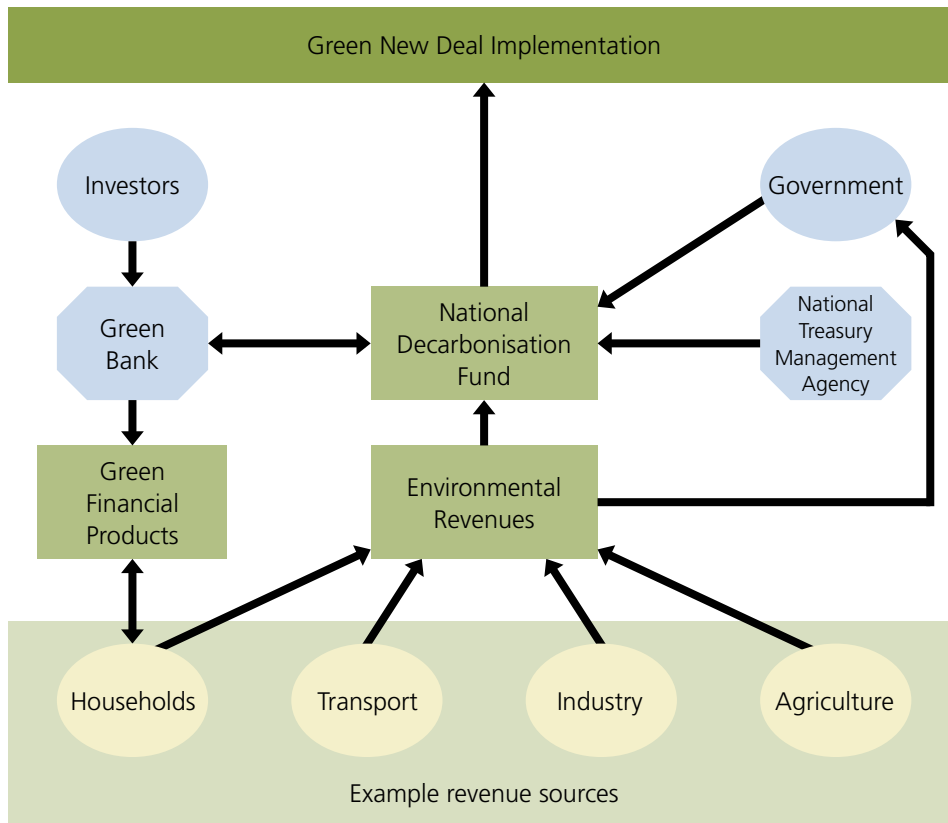 Green New Deal Implementation
Investors
Government
Green
Bank
National
Decarbonisation
Fund
National
Treasury
Management
Agency
Green
Financial
Products
Environmental
Revenues
Households
Transport
Industry
Agriculture
Example revenue sources